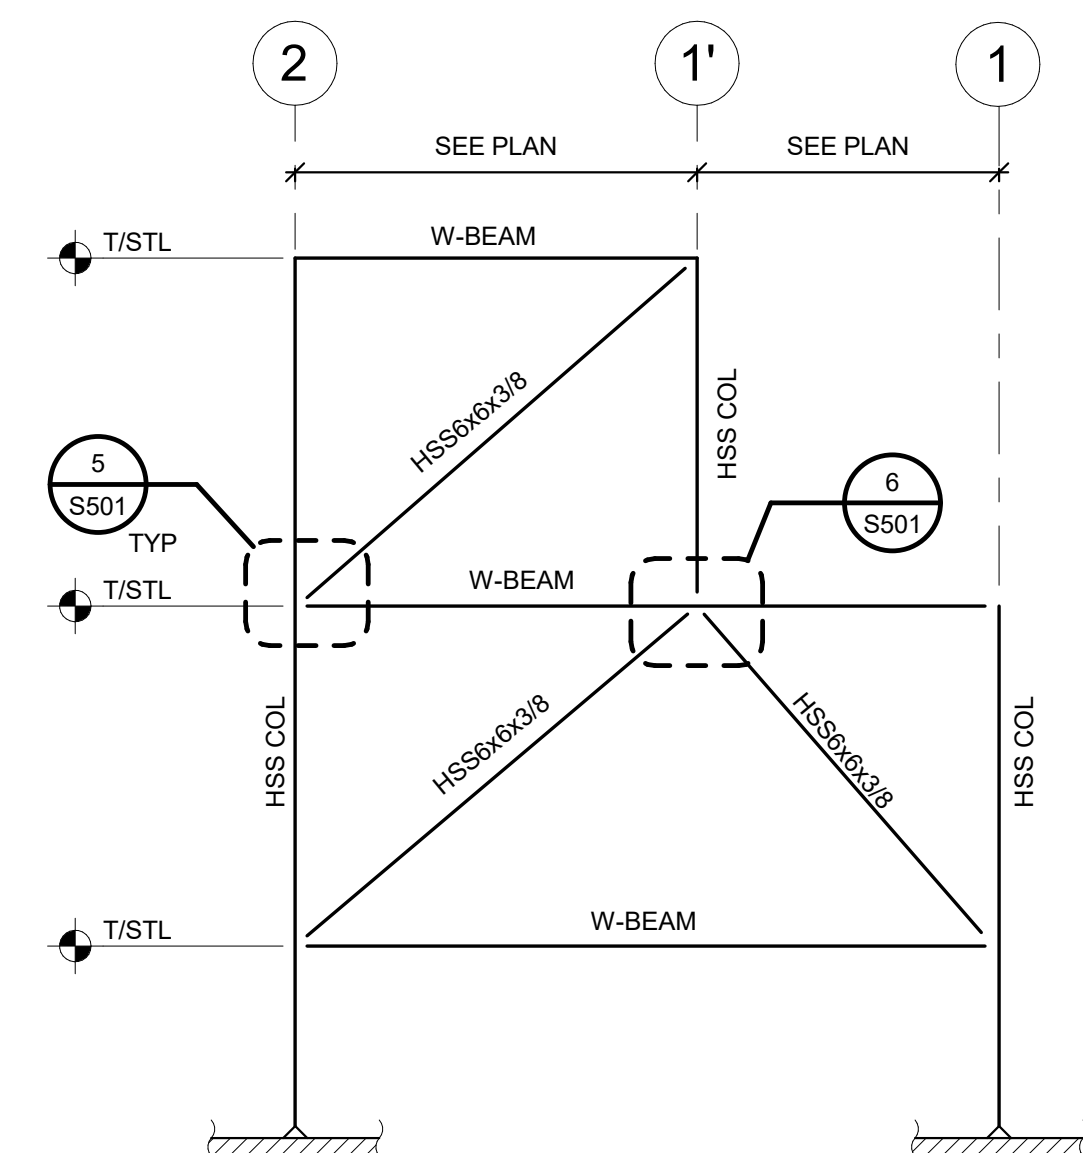 2
1'
1
SEE PLAN
SEE PLAN
T/STL
W-BEAM
HSS6x6x3/8
HSS COL
5
S501
TYP
6
S501
T/STL
W-BEAM
HSS COL
HSS6x6x3/8
HSS6x6x3/8
HSS COL
T/STL
W-BEAM